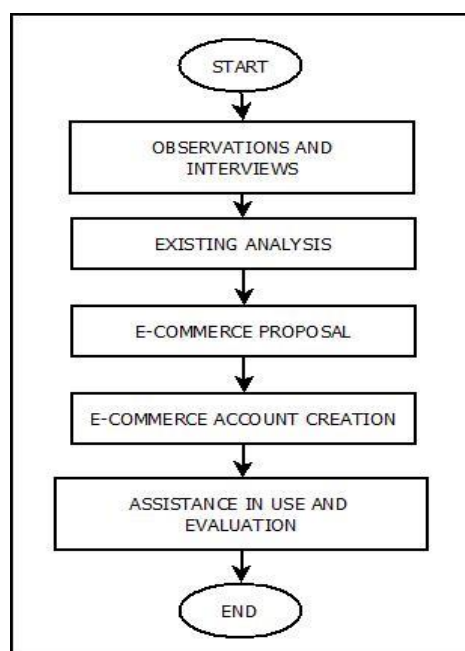 START
OBSERVATIONS AND
INTERVIEWS
EXISTING ANALYSIS
E-COMMERCE PROPOSAL
E-COMMERCE ACCOUNT CREATION
ASSISTANCE IN USE AND
EVALUATION
END